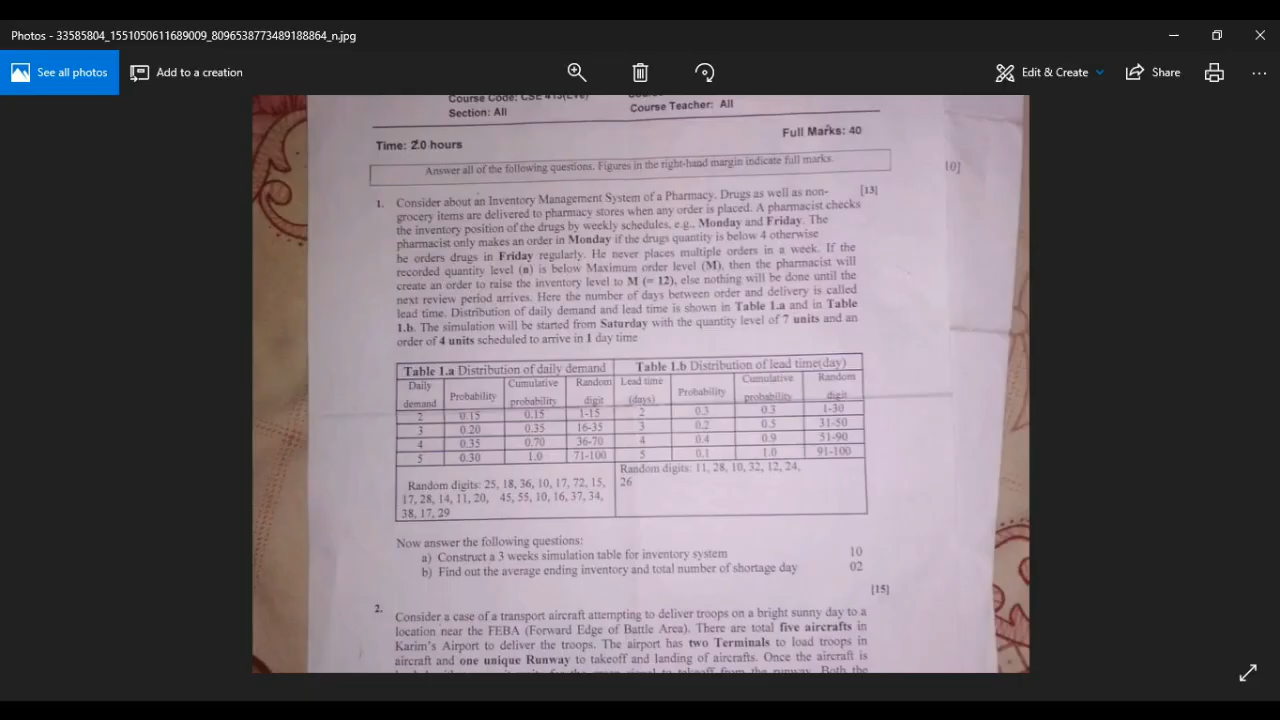 Photos - 33585804_1551050611689009_8096538773489188864_n.jpg
See all photos
Add to a creation
Edit & Create
Share
Course Code: CSE 413(Eve)
Section: All
Course Teacher: All
Time: 2.0 hours
Full Marks: 40
Answer all of the following questions. Figures in the right-hand margin indicate full marks.
10]
1. Consider about an Inventory Management System of a Pharmacy. Drugs as well as non- [13]
grocery items are delivered to pharmacy stores when any order is placed. A pharmacist checks
the inventory position of the drugs by weekly schedules, e.g., Monday and Friday. The
pharmacist only makes an order in Monday if the drugs quantity is below 4 otherwise
he orders drugs in Friday regularly. He never places multiple orders in a week. If the
recorded quantity level (n) is below Maximum order level (M), then the pharmacist will
create an order to raise the inventory level to M (= 12), else nothing will be done until the
next review period arrives. Here the number of days between order and delivery is called
lead time. Distribution of daily demand and lead time is shown in Table 1.a and in Table
1.b. The simulation will be started from Saturday with the quantity level of 7 units and an
order of 4 units scheduled to arrive in 1 day time
Table 1.a Distribution of daily demand Table 1.b Distribution of lead time(day)
Daily demand Probability Cumulative probability Random digit Lead time (days) Probability Cumulative probability Random digit
2 0.15 0.15 1-15 2 0.3 0.3 1-30
3 0.20 0.35 16-35 3 0.2 0.5 31-50
4 0.35 0.70 36-70 4 0.4 0.9 51-90
5 0.30 1.0 71-100 5 0.1 1.0 91-100
Random digits: 25, 18, 36, 10, 17, 72, 15,
17, 28, 14, 11, 20, 45, 55, 10, 16, 37, 34,
38, 17, 29
Random digits: 11, 28, 10, 32, 12, 24,
26
Now answer the following questions:
a) Construct a 3 weeks simulation table for inventory system 10
b) Find out the average ending inventory and total number of shortage day 02
[15]
2. Consider a case of a transport aircraft attempting to deliver troops on a bright sunny day to a
location near the FEBA (Forward Edge of Battle Area). There are total five aircrafts in
Karim's Airport to deliver the troops. The airport has two Terminals to load troops in
aircraft and one unique Runway to takeoff and landing of aircrafts. Once the aircraft is
takeoff from the runway. Both the